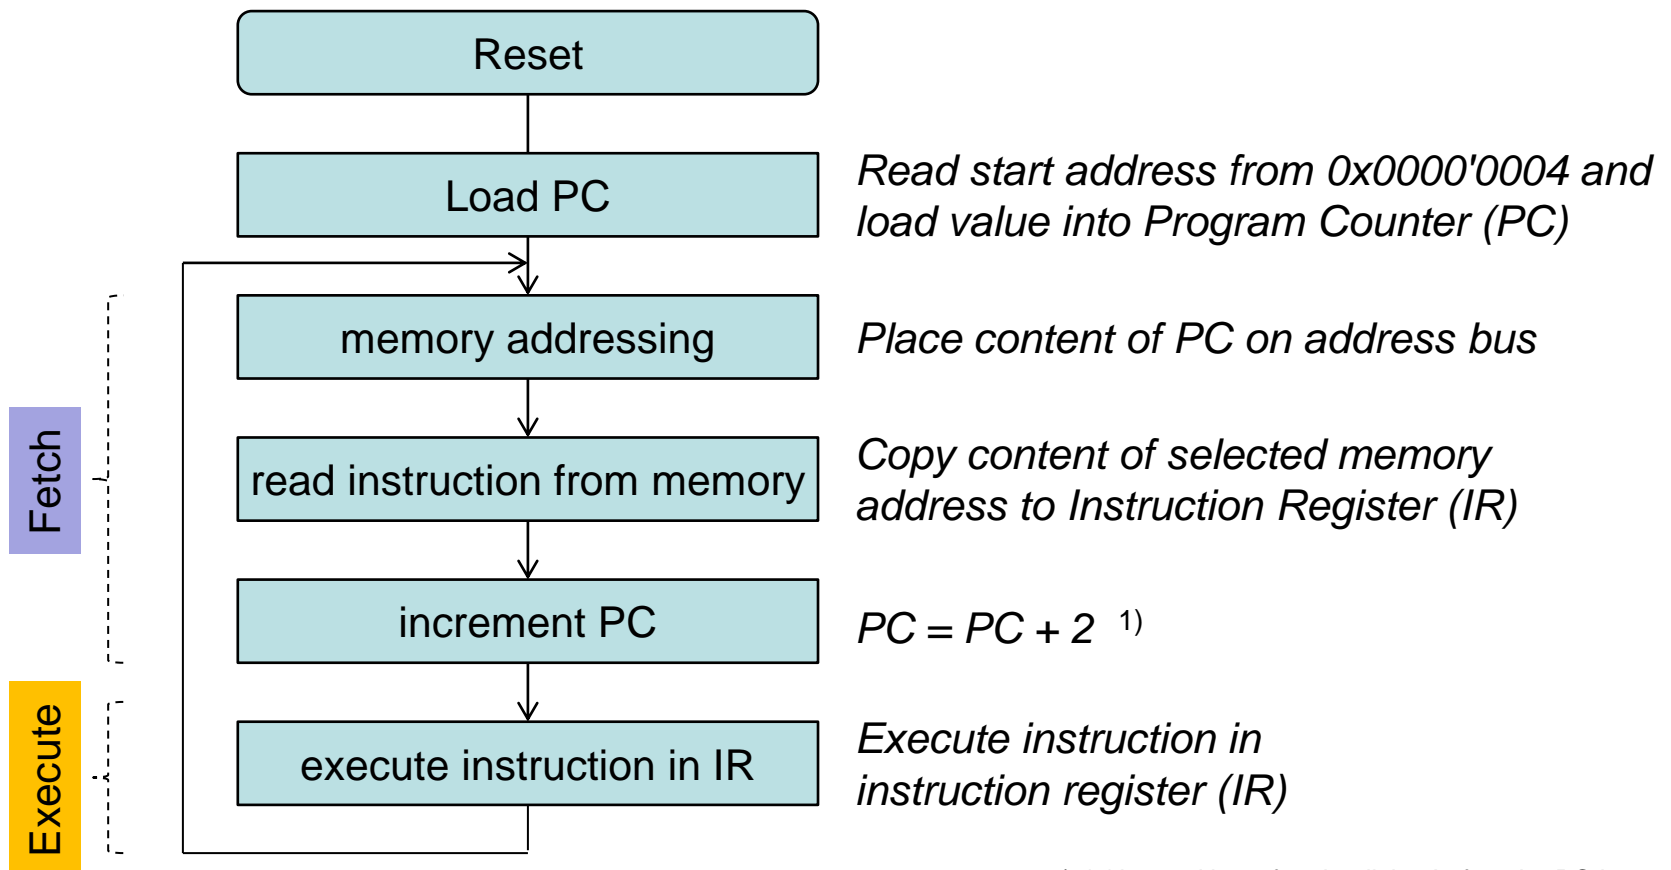 Reset
Load PC
Read start address from 0x0000'0004 and
load value into Program Counter (PC)
memory addressing
Place content of PC on address bus
Fetch
read instruction from memory
Copy content of selected memory
address to Instruction Register (IR)
increment PC
PC = PC + 2 1)
Execute
execute instruction in IR
Execute instruction in
instruction register (IR)